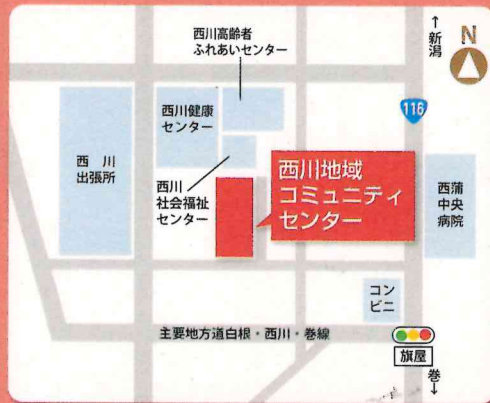 西川高齢者
ふれあいセンター
↑
新潟
N
116
西川健康
センター
西 川
出張所
西川
社会福祉
センター
西川地域
コミュニティ
センター
西蒲
中央
病院
コン
ビニ
主要地方道白根・西川・巻線
旗屋
巻
↓